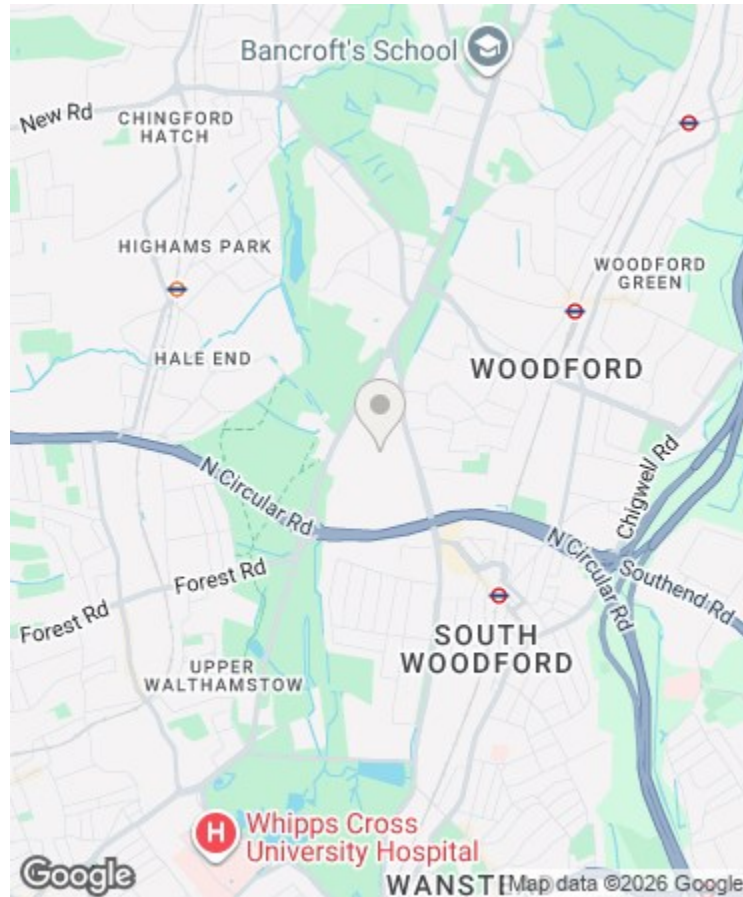 Bancroft's School
New Rd
CHINGFORD
HATCH
HIGHAMS PARK
WOODFORD
GREEN
HALE END
WOODFORD
N Circular Rd
Chigwell Rd
N Circular Rd
Southend Rd
Forest Rd
Forest Rd
SOUTH
WOODFORD
UPPER
WALTHAMSTOW
H
Whipps Cross
University Hospital
Google
Map data ©2026 Google